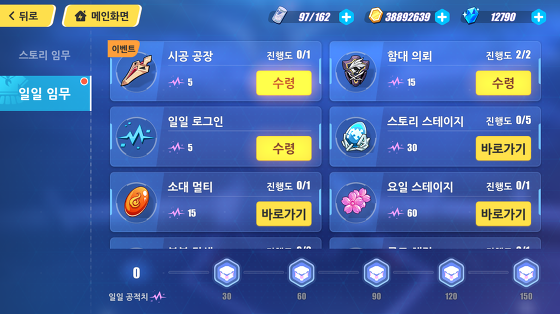 뒤로
메인화면
97/162
38892639
12790
스토리 임무
일일 임무
이벤트
시공 공장
진행도 0/1
5
수령
함대 의뢰
진행도 2/2
15
수령
일일 로그인
5
수령
스토리 스테이지
진행도 0/5
30
바로가기
소대 멀티
진행도 0/1
15
바로가기
요일 스테이지
진행도 0/1
60
바로가기
0
일일 공적치
30
60
90
120
150